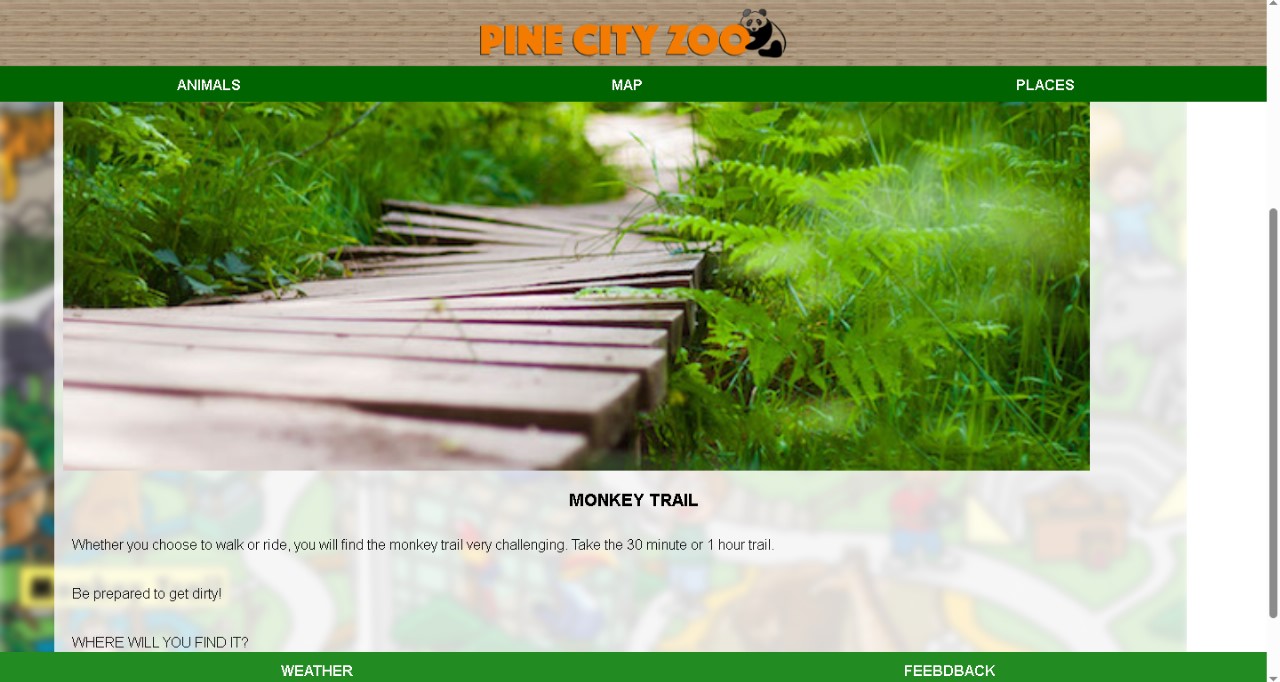 PINE CITY ZOO
ANIMALS MAP PLACES
MONKEY TRAIL
Whether you choose to walk or ride, you will find the monkey trail very challenging. Take the 30 minute or 1 hour trail.
Be prepared to get dirty!
WHERE WILL YOU FIND IT?
WEATHER FEEBDBACK